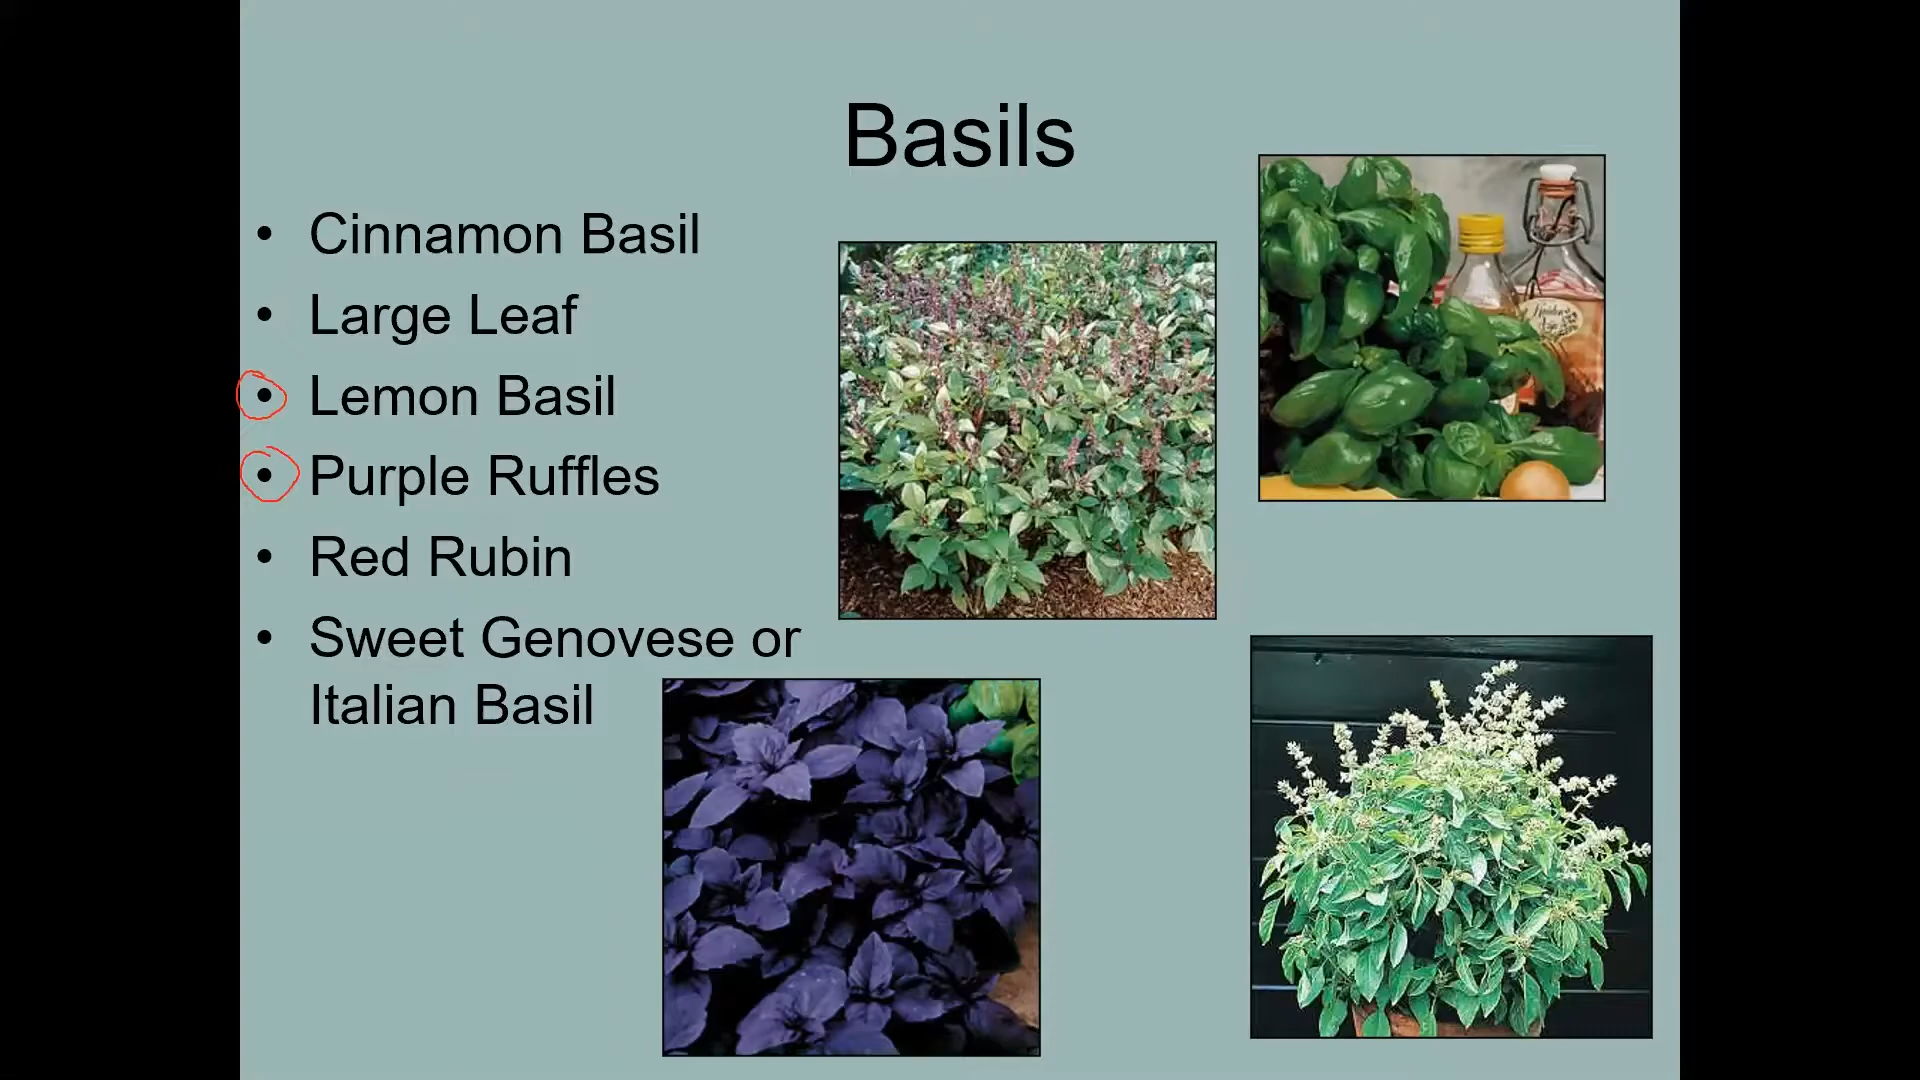 Basils
• Cinnamon Basil
• Large Leaf
• Lemon Basil
• Purple Ruffles
• Red Rubin
• Sweet Genovese or
Italian Basil